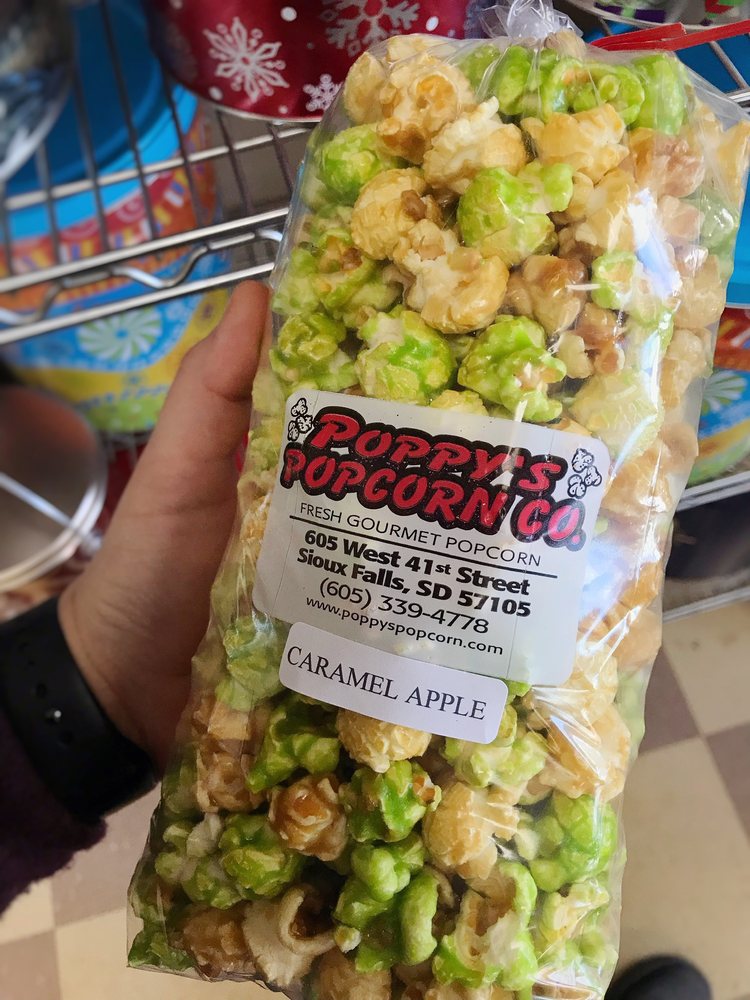 POPPY'S
POPCORN CO.
FRESH GOURMET POPCORN
605 West 41st Street
Sioux Falls, SD 57105
(605) 339-4778
www.poppyspopcorn.com
CARAMEL APPLE